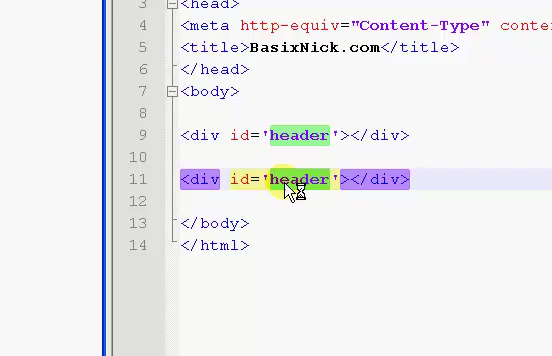 3 <head>
4 <meta http-equiv="Content-Type" conte
5 <title>BasixNick.com</title>
6 </head>
7 <body>
8
9 <div id='header'></div>
10
11 <div id='header'></div>
12
13 </body>
14 </html>